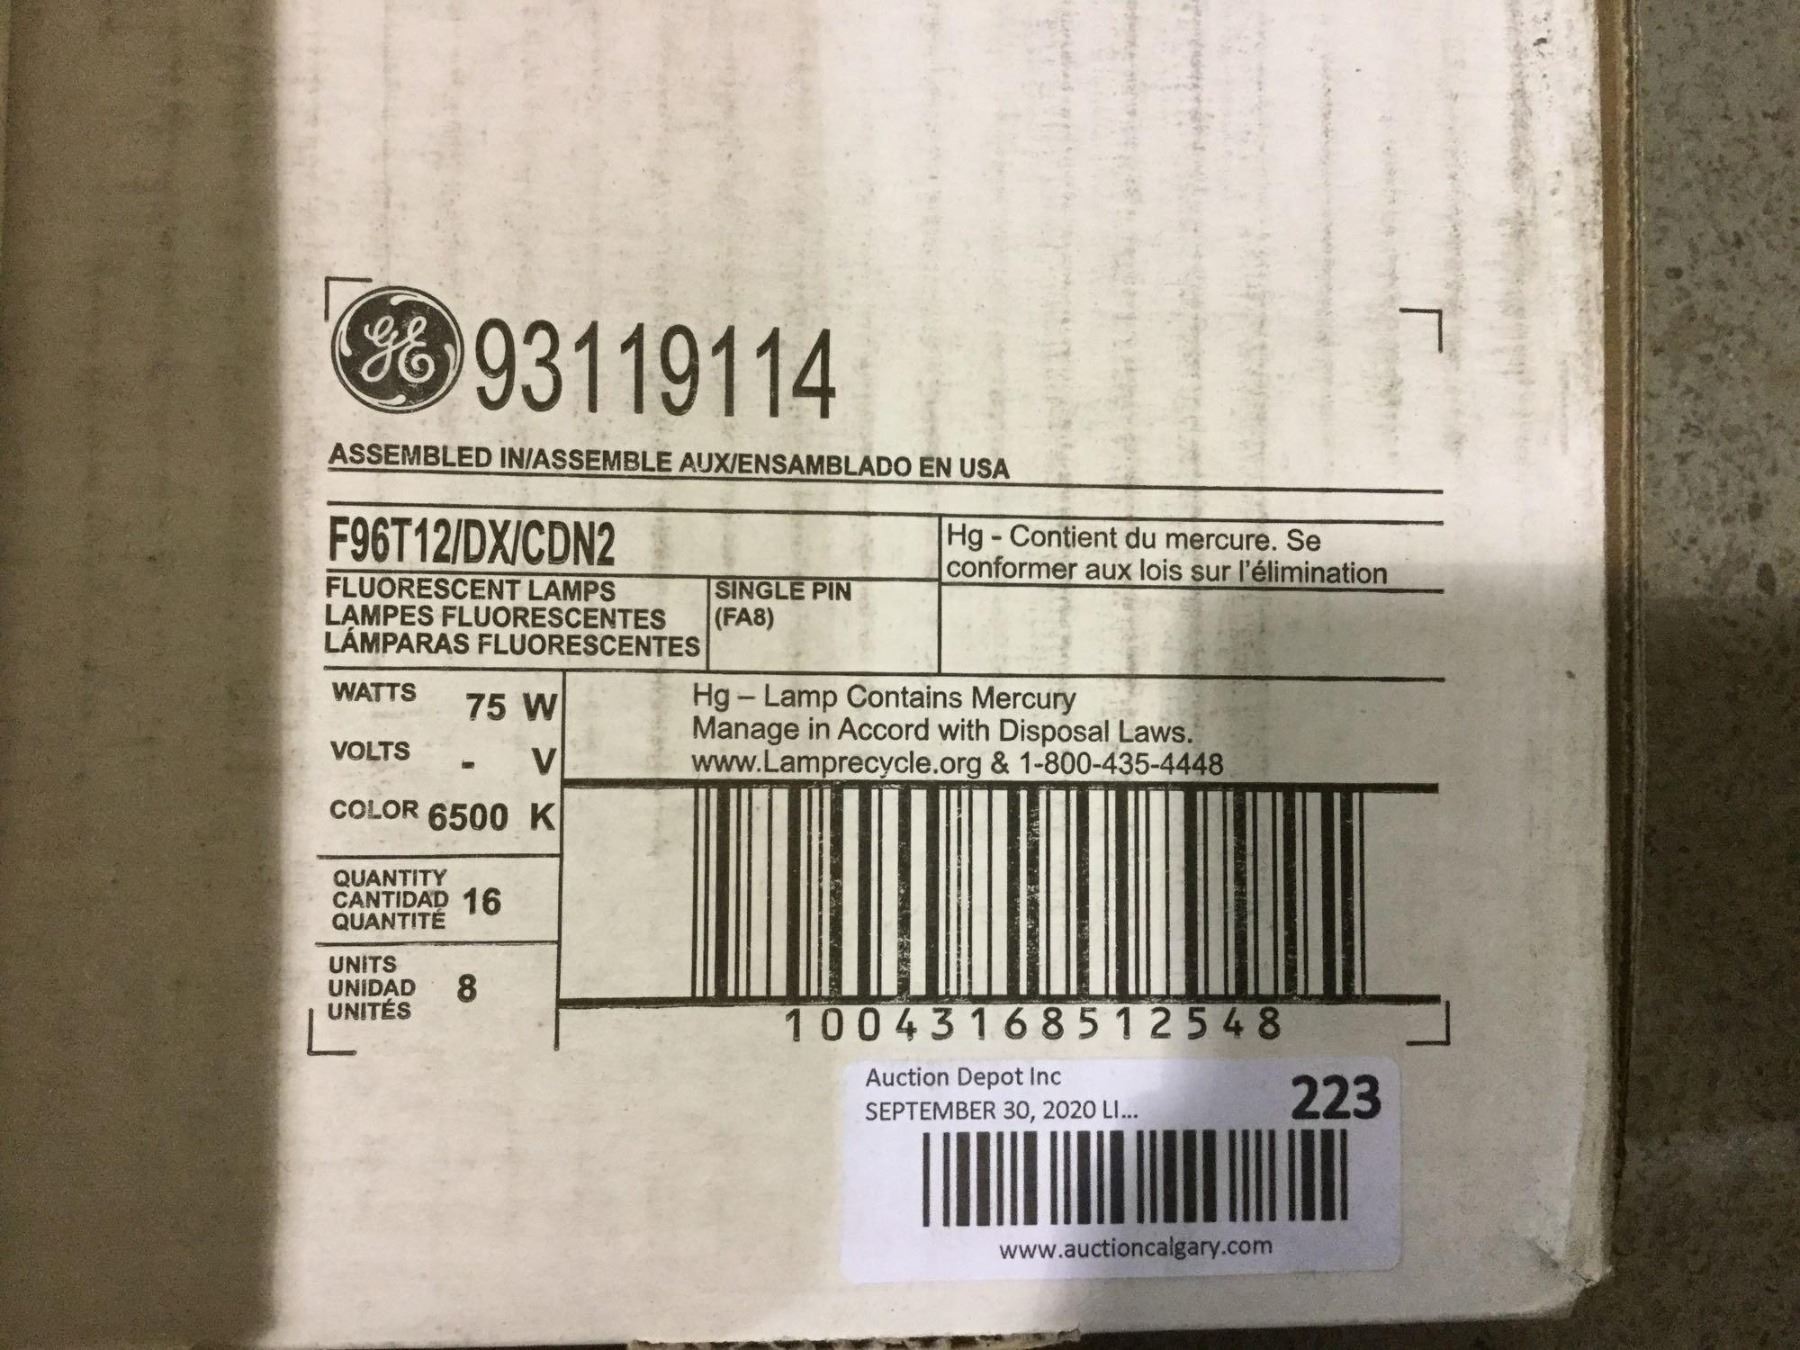 GE 93119114
ASSEMBLED IN/ASSEMBLE AUX/ENSAMBLADO EN USA
F96T12/DX/CDN2
Hg - Contient du mercure. Se
conformer aux lois sur l'élimination
FLUORESCENT LAMPS
LAMPES FLUORESCENTES
LÁMPARAS FLUORESCENTES
SINGLE PIN
(FA8)
WATTS 75 W
VOLTS - V
COLOR 6500 K
Hg – Lamp Contains Mercury
Manage in Accord with Disposal Laws.
www.Lamprecycle.org & 1-800-435-4448
QUANTITY
CANTIDAD 16
QUANTITÉ
UNITS
UNIDAD 8
UNITÉS
10043168512548
Auction Depot Inc
SEPTEMBER 30, 2020 LI...
223
www.auctioncalgary.com